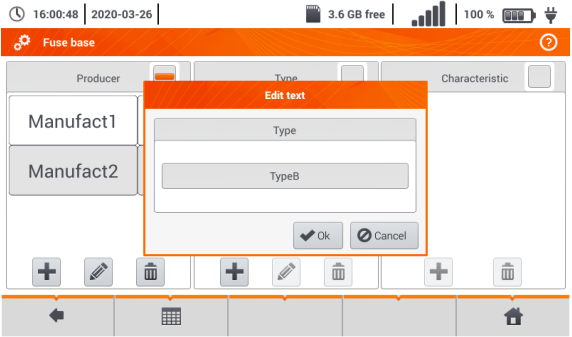 16:00:48 2020-03-26 3.6 GB free 100 %
Fuse base
Producer Type Characteristic
Edit text
Manufact1
Type
Manufact2
TypeB
Ok Cancel